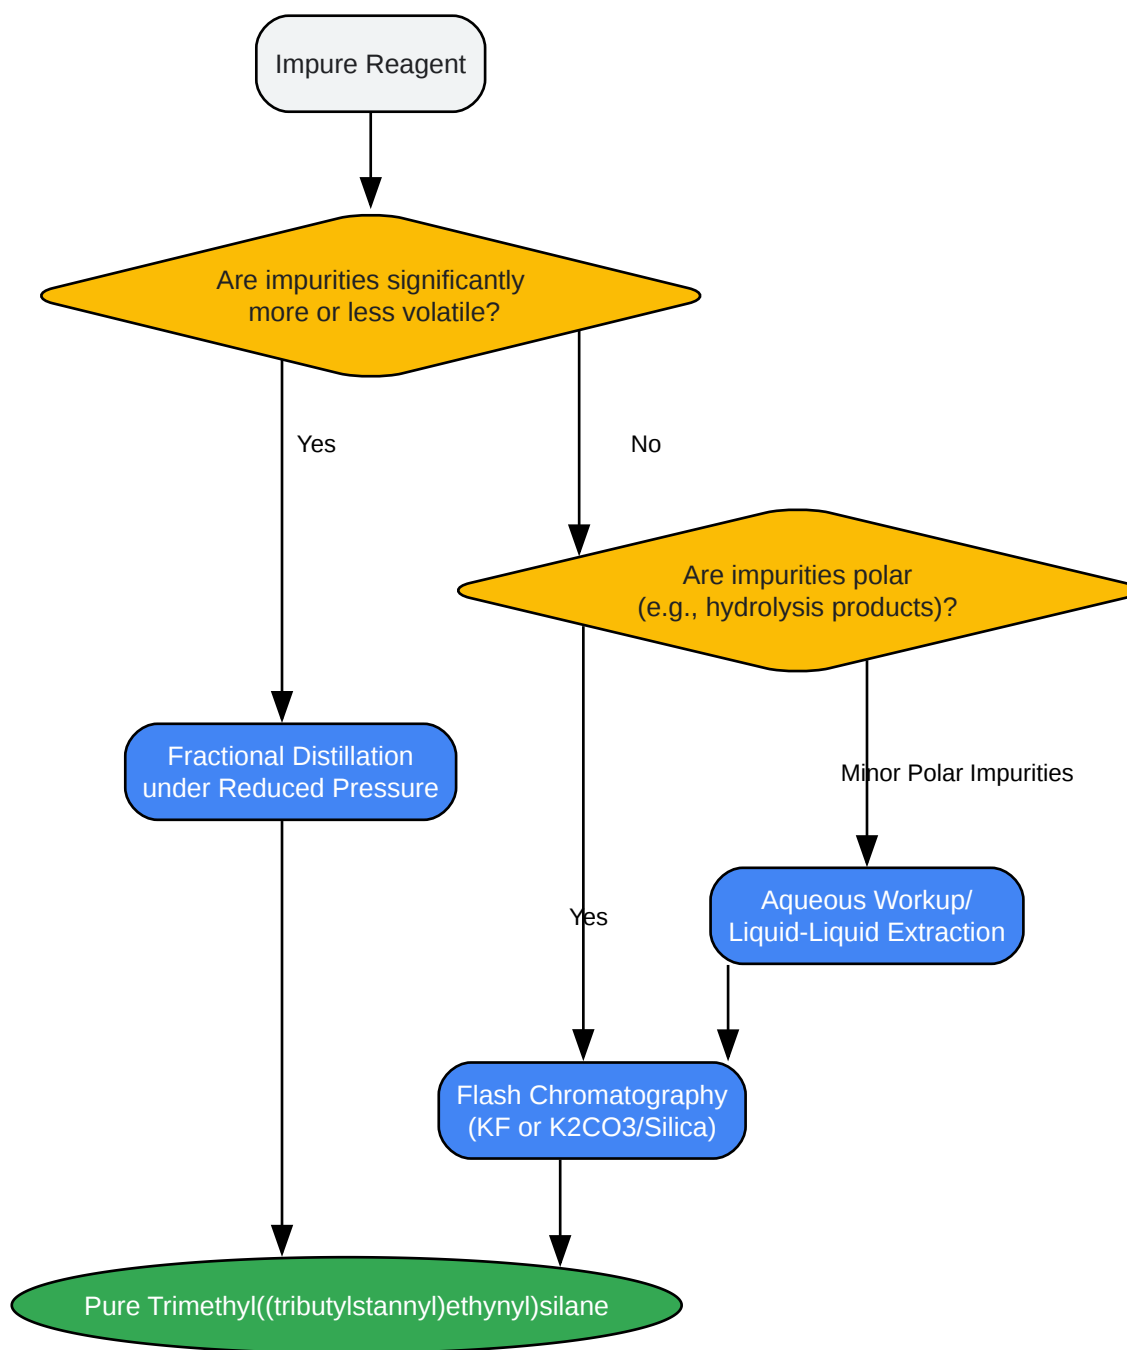 Impure Reagent
Are impurities significantly
more or less volatile?
Yes
No
Are impurities polar
(e.g., hydrolysis products)?
Fractional Distillation
under Reduced Pressure
Minor Polar Impurities
Aqueous Workup/
Liquid-Liquid Extraction
Yes
Flash Chromatography
(KF or K2CO3/Silica)
Pure Trimethyl((tributylstannyl)ethynyl)silane